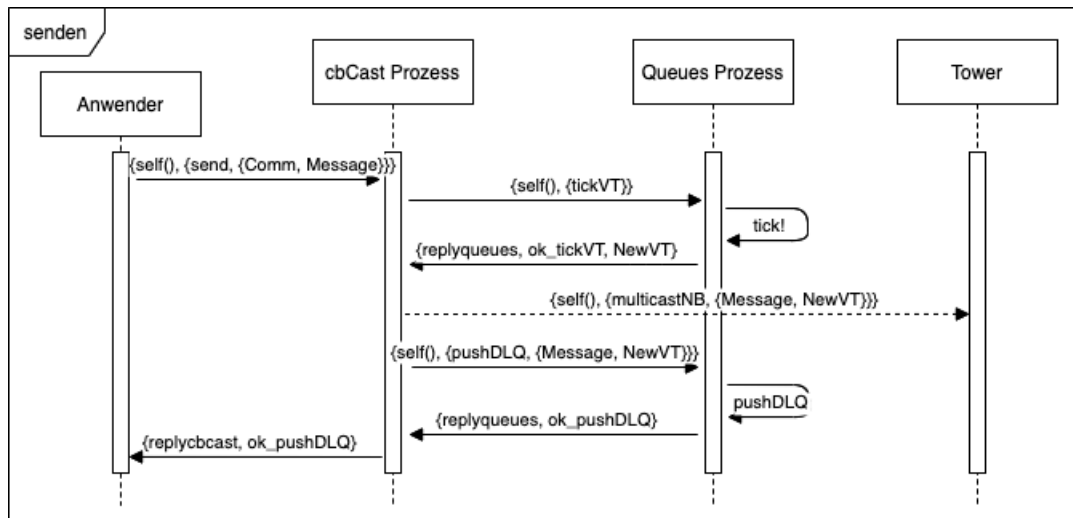 senden
Anwender
cbCast Prozess
Queues Prozess
Tower
{self(), {send, {Comm, Message}}}
{self(), {tickVT}}
tick!
{replyqueues, ok_tickVT, NewVT}
{self(), {multicastNB, {Message, NewVT}}}
{self(), {pushDLQ, {Message, NewVT}}}
pushDLQ
{replyqueues, ok_pushDLQ}
{replycbcast, ok_pushDLQ}